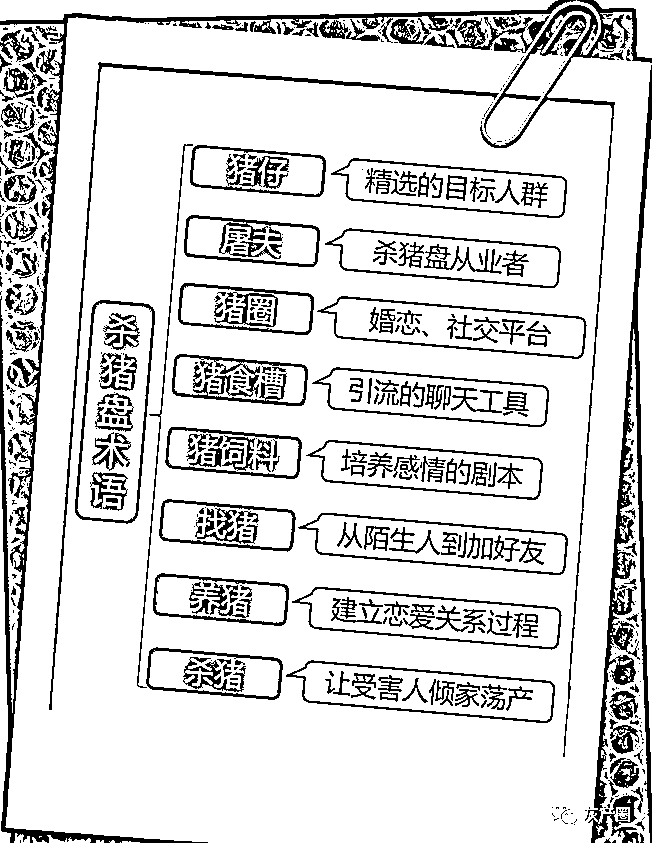 杀猪盘术语
猪仔
精选的目标人群
屠夫
杀猪盘从业者
猪圈
婚恋、社交平台
猪食槽
引流的聊天工具
猪饲料
培养感情的剧本
找猪
从陌生人到加好友
养猪
建立恋爱关系过程
杀猪
让受害人倾家荡产